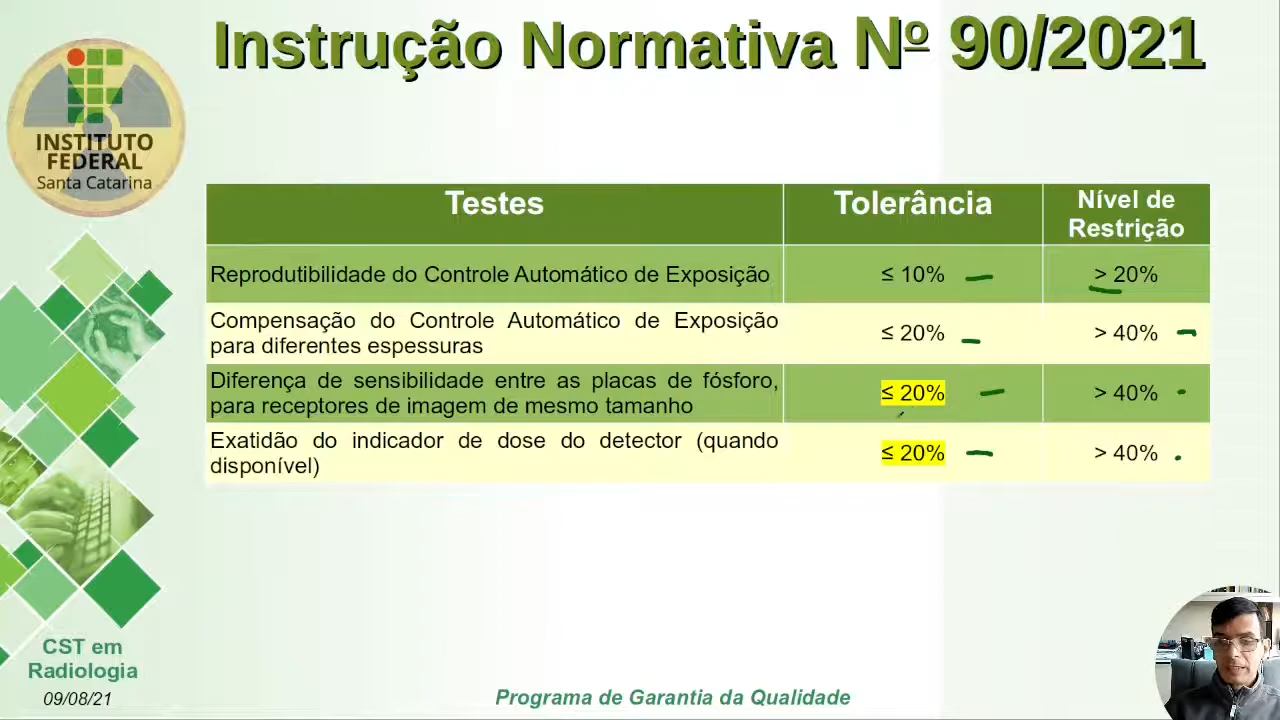 Instrução Normativa Nº 90/2021
INSTITUTO
FEDERAL
Santa Catarina
Testes
Tolerância
Nível de
Restrição
Reprodutibilidade do Controle Automático de Exposição
≤ 10%
> 20%
Compensação do Controle Automático de Exposição
para diferentes espessuras
≤ 20%
> 40%
Diferença de sensibilidade entre as placas de fósforo,
para receptores de imagem de mesmo tamanho
≤ 20%
> 40%
Exatidão do indicador de dose do detector (quando
disponível)
≤ 20%
> 40%
CST em
Radiologia
09/08/21
Programa de Garantia da Qualidade